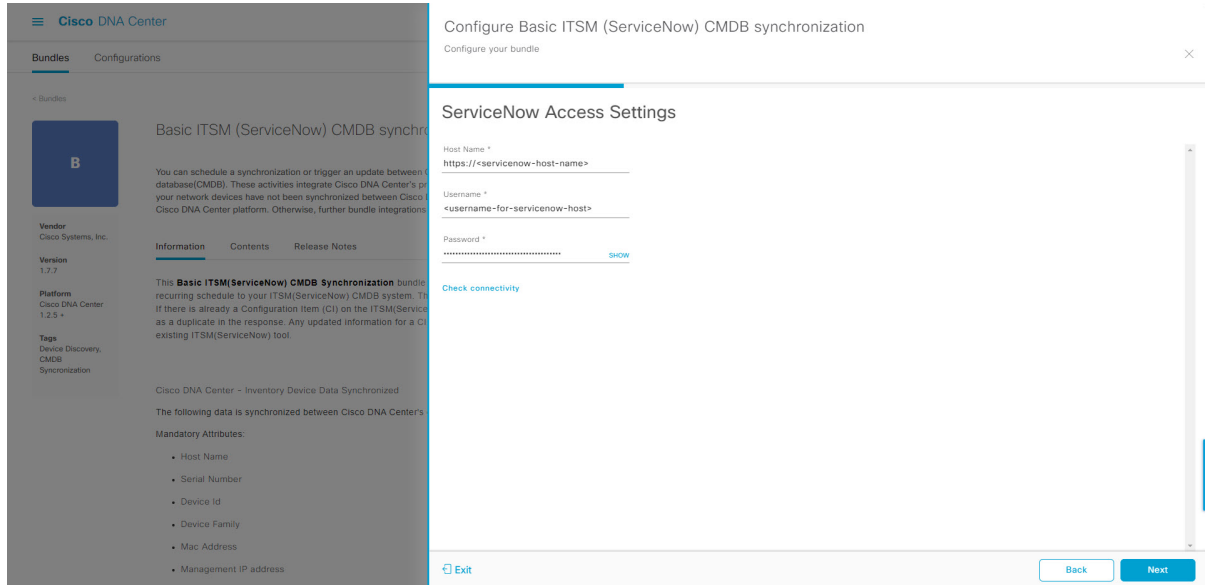 Cisco DNA Center
Bundles Configurations
< Bundles
B
Vendor
Cisco Systems, Inc.
Version
1.7.7
Platform
Cisco DNA Center
1.2.5 +
Tags
Device Discovery,
CMDB
Syncronization
Basic ITSM (ServiceNow) CMDB synchro
You can schedule a synchronization or trigger an update between
database(CMDB). These activities integrate Cisco DNA Center's pr
your network devices have not been synchronized between Cisco
Cisco DNA Center platform. Otherwise, further bundle integrations
Information Contents Release Notes
This Basic ITSM(ServiceNow) CMDB Synchronization bundle
recurring schedule to your ITSM(ServiceNow) CMDB system. Th
If there is already a Configuration Item (CI) on the ITSM(Service
as a duplicate in the response. Any updated information for a CI
existing ITSM(ServiceNow) tool.
Cisco DNA Center – Inventory Device Data Synchronized
The following data is synchronized between Cisco DNA Center's
Mandatory Attributes:
• Host Name
• Serial Number
• Device Id
• Device Family
• Mac Address
• Management IP address
Configure Basic ITSM (ServiceNow) CMDB synchronization
Configure your bundle
ServiceNow Access Settings
Host Name *
https://<servicenow-host-name>
Username *
<username-for-servicenow-host>
Password *
SHOW
Check connectivity
Exit
Back Next